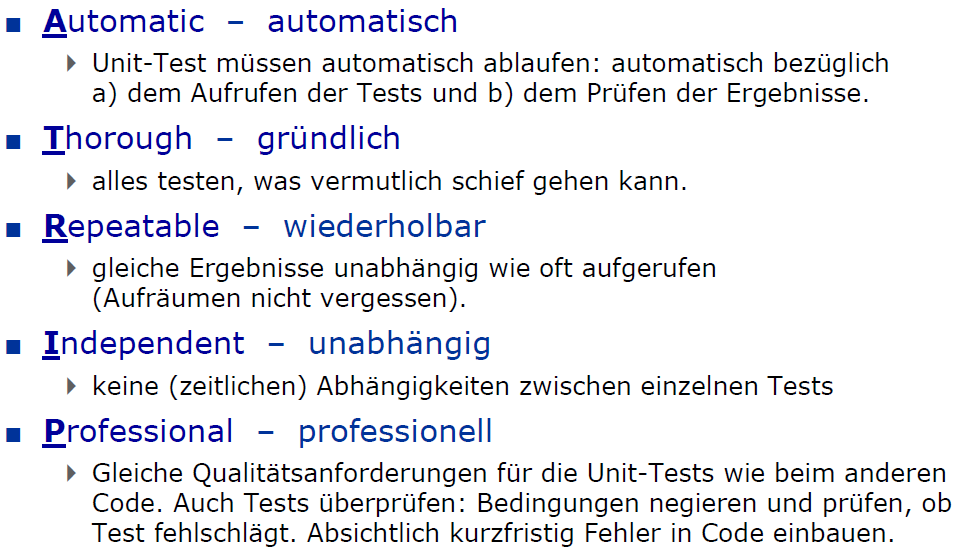 Automatic – automatisch
Unit-Test müssen automatisch ablaufen: automatisch bezüglich
a) dem Aufrufen der Tests und b) dem Prüfen der Ergebnisse.
Thorough – gründlich
alles testen, was vermutlich schief gehen kann.
Repeatable – wiederholbar
gleiche Ergebnisse unabhängig wie oft aufgerufen
(Aufräumen nicht vergessen).
Independent – unabhängig
keine (zeitlichen) Abhängigkeiten zwischen einzelnen Tests
Professional – professionell
Gleiche Qualitätsanforderungen für die Unit-Tests wie beim anderen
Code. Auch Tests überprüfen: Bedingungen negieren und prüfen, ob
Test fehlschlägt. Absichtlich kurzfristig Fehler in Code einbauen.